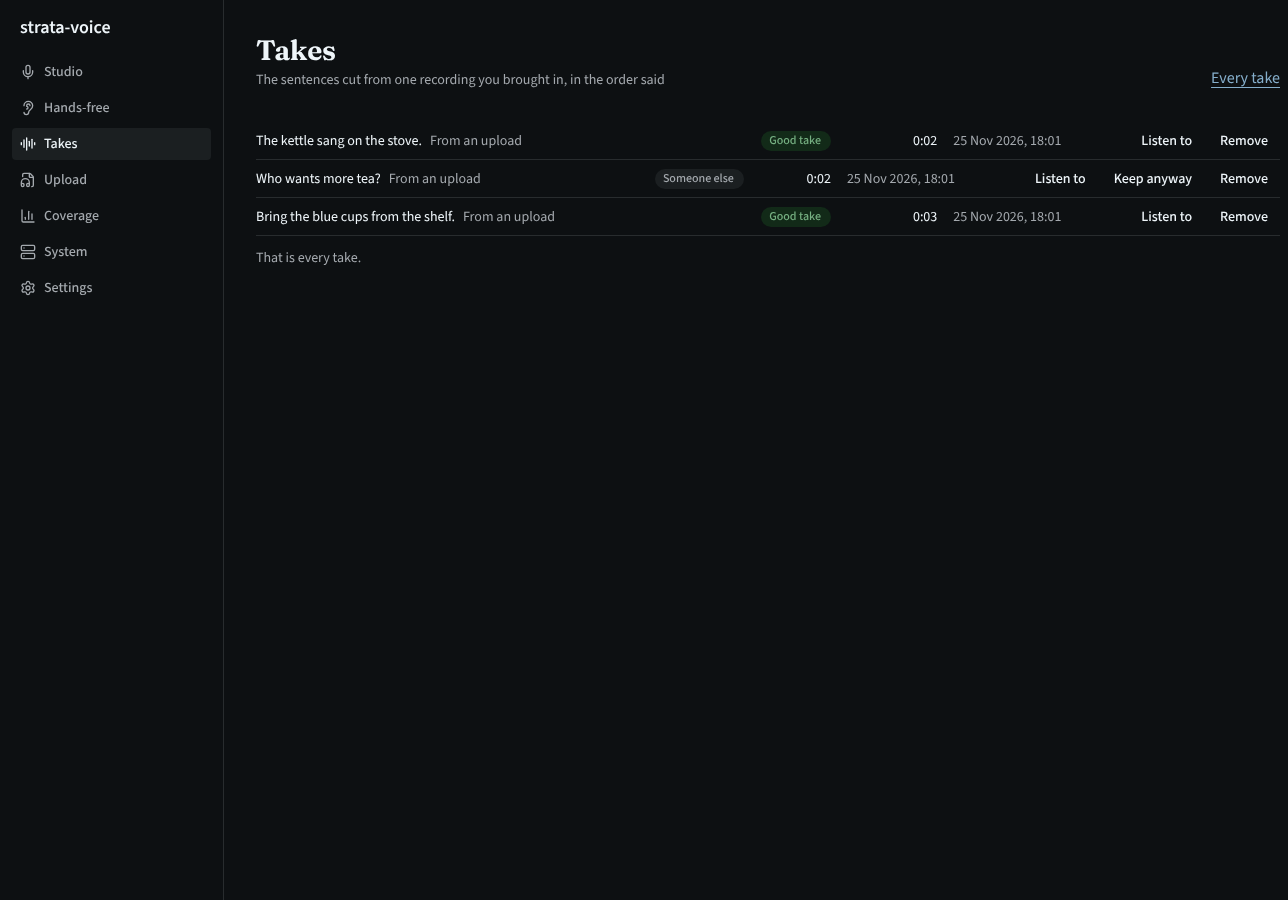 strata-voice
Studio
Hands-free
Takes
Upload
Coverage
System
Settings
Takes
The sentences cut from one recording you brought in, in the order said
Every take
The kettle sang on the stove. From an upload Good take 0:02 25 Nov 2026, 18:01 Listen to Remove
Who wants more tea? From an upload Someone else 0:02 25 Nov 2026, 18:01 Listen to Keep anyway Remove
Bring the blue cups from the shelf. From an upload Good take 0:03 25 Nov 2026, 18:01 Listen to Remove
That is every take.